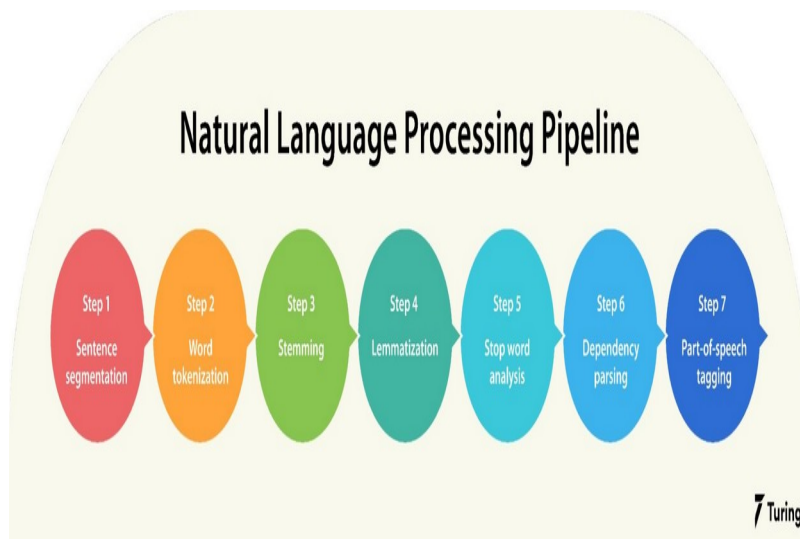 Natural Language Processing Pipeline
Step 1
Sentence
segmentation
Step 2
Word
tokenization
Step 3
Stemming
Step 4
Lemmatization
Step 5
Stop word
analysis
Step 6
Dependency
parsing
Step 7
Part-of-speech
tagging
Turing